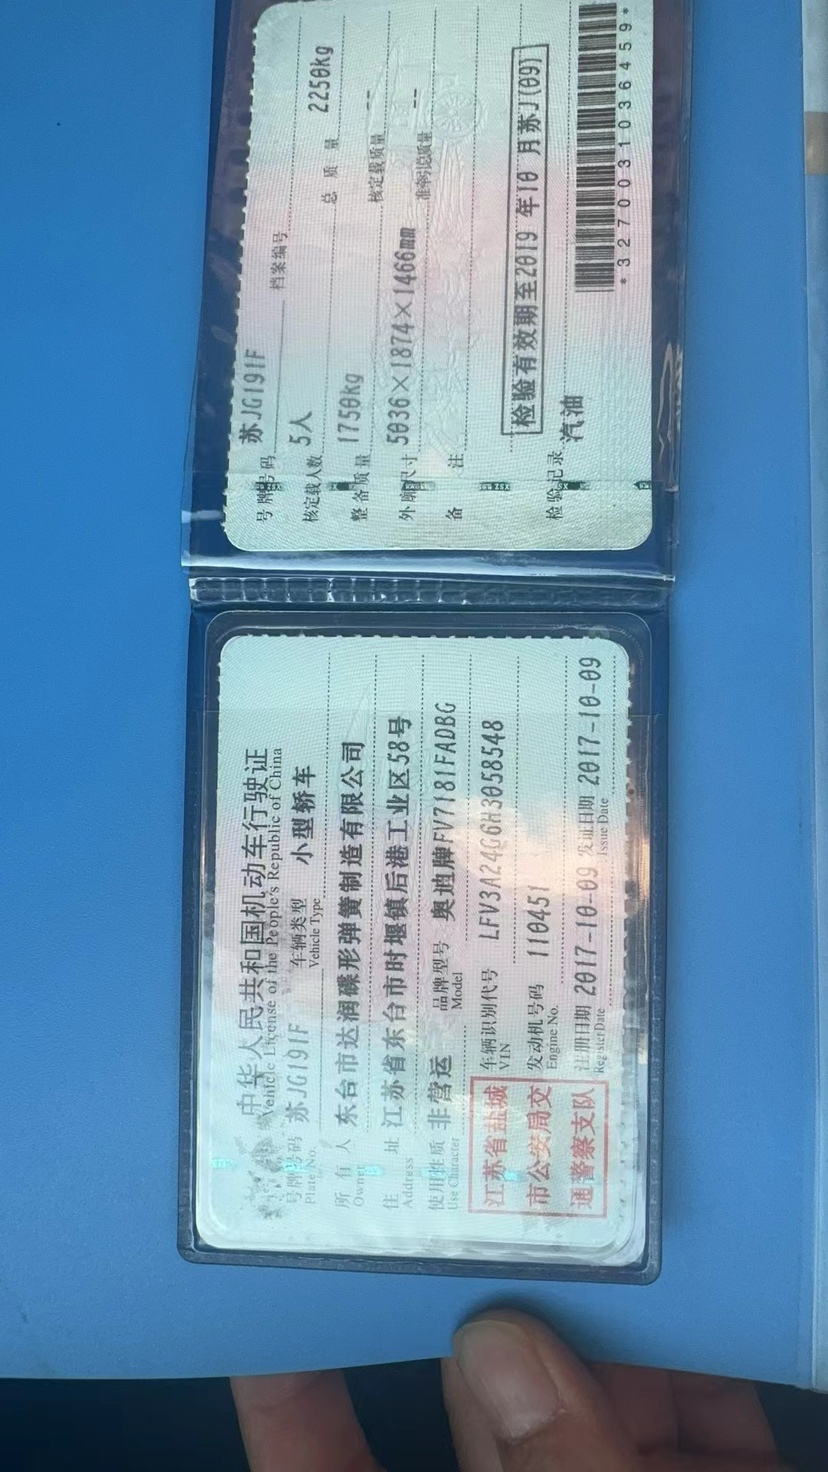 中华人民共和国机动车行驶证
Vehicle License of the People's Republic of China
号牌号码 苏JG191F 车辆类型 小型轿车
Plate No. Vehicle Type
所有人 东台市达润碟形弹簧制造有限公司
Owner
住址 江苏省东台市时堰镇后港工业区58号
Address
使用性质 非营运 品牌型号 奥迪牌FV7181FADBG
Use Character Model
江苏省盐城
市公安局交
通警察支队
车辆识别代号 LFV3A24G6H3058548
VIN
发动机号码 110451
Engine No.
注册日期 2017-10-09 发证日期 2017-10-09
Register Date Issue Date
号牌号码 苏JG191F 档案编号
核定载人数 5人 总质量 2250kg
整备质量 1750kg 核定载质量 --
外廓尺寸 5036×1874×1466mm 准牵引总质量 --
备注
检验有效期至2019年10月苏J(09)
检验记录 汽油
*3270031036459*